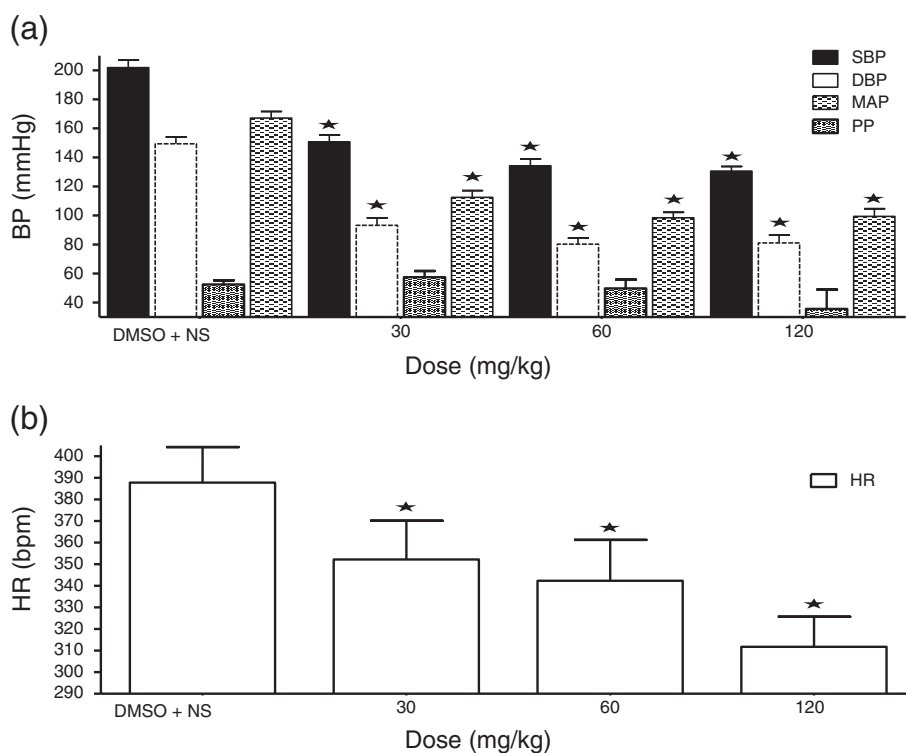 (a)
BP (mmHg)
200
180
160
140
120
100
80
60
40
SBP
DBP
MAP
PP
DMSO + NS 30 60 120
Dose (mg/kg)
(b)
HR (bpm)
400
390
380
370
360
350
340
330
320
310
300
290
HR
DMSO + NS 30 60 120
Dose (mg/kg)